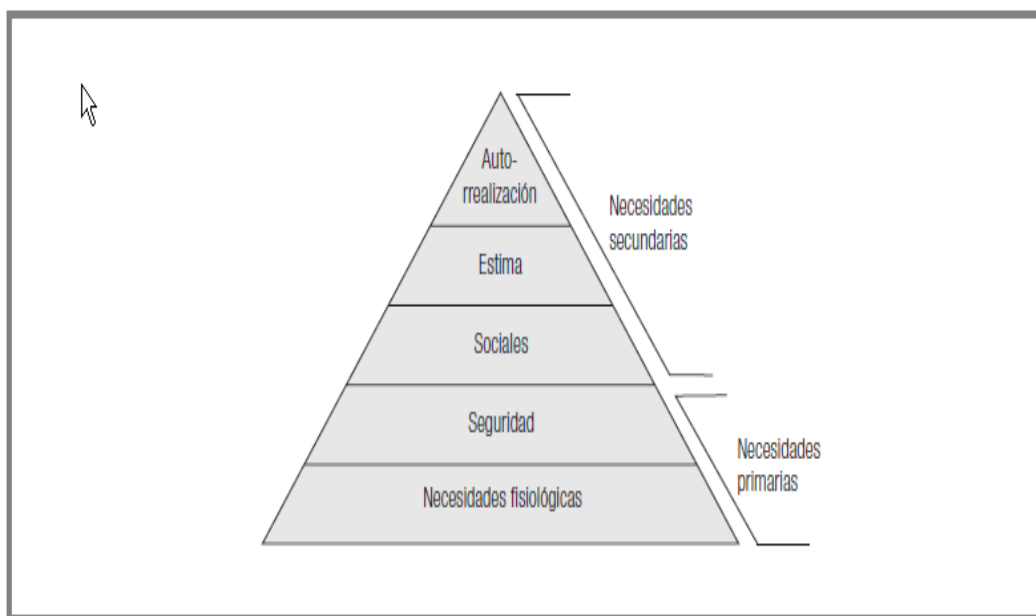 Auto-
rrealización
Necesidades
secundarias
Estima
Sociales
Seguridad
Necesidades
primarias
Necesidades fisiológicas